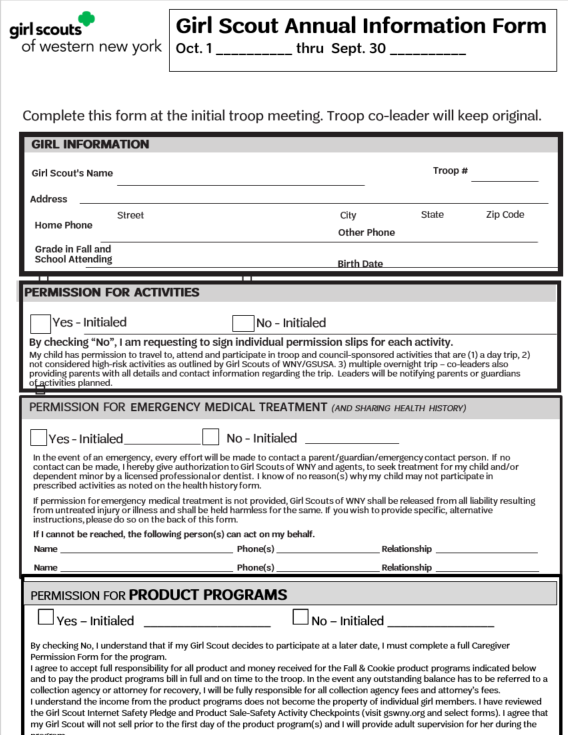 girl scouts
of western new york
Girl Scout Annual Information Form
Oct. 1 __________ thru Sept. 30 __________
Complete this form at the initial troop meeting. Troop co-leader will keep original.
GIRL INFORMATION
Girl Scout's Name ____________________ Troop # __________
Address ____________________
Street City State Zip Code
Home Phone ____________________ Other Phone ____________________
Grade in Fall and
School Attending ____________________ Birth Date ____________________
PERMISSION FOR ACTIVITIES
Yes - Initialed No - Initialed
By checking "No", I am requesting to sign individual permission slips for each activity.
My child has permission to travel to, attend and participate in troop and council-sponsored activities that are (1) a day trip, 2)
not considered high-risk activities as outlined by Girl Scouts of WNY/GSUSA. 3) multiple overnight trip – co-leaders also
providing parents with all details and contact information regarding the trip. Leaders will be notifying parents or guardians
of activities planned.
PERMISSION FOR EMERGENCY MEDICAL TREATMENT (AND SHARING HEALTH HISTORY)
Yes - Initialed____________ No - Initialed ______________
In the event of an emergency, every effort will be made to contact a parent/guardian/emergency contact person. If no
contact can be made, I hereby give authorization to Girl Scouts of WNY and agents, to seek treatment for my child and/or
dependent minor by a licensed professional or dentist. I know of no reason(s) why my child may not participate in
prescribed activities as noted on the health history form.
If permission for emergency medical treatment is not provided, Girl Scouts of WNY shall be released from all liability resulting
from untreated injury or illness and shall be held harmless for the same. If you wish to provide specific, alternative
instructions, please do so on the back of this form.
If I cannot be reached, the following person(s) can act on my behalf.
Name ____________________ Phone(s) ____________________ Relationship ____________________
Name ____________________ Phone(s) ____________________ Relationship ____________________
PERMISSION FOR PRODUCT PROGRAMS
Yes – Initialed ________________ No – Initialed ________________
By checking No, I understand that if my Girl Scout decides to participate at a later date, I must complete a full Caregiver
Permission Form for the program.
I agree to accept full responsibility for all product and money received for the Fall & Cookie product programs indicated below
and to pay the product programs bill in full and on time to the troop. In the event any outstanding balance has to be referred to a
collection agency or attorney for recovery, I will be fully responsible for all collection agency fees and attorney's fees.
I understand the income from the product programs does not become the property of individual girl members. I have reviewed
the Girl Scout Internet Safety Pledge and Product Sale-Safety Activity Checkpoints (visit gswny.org and select forms). I agree that
my Girl Scout will not sell prior to the first day of the product program(s) and I will provide adult supervision for her during the